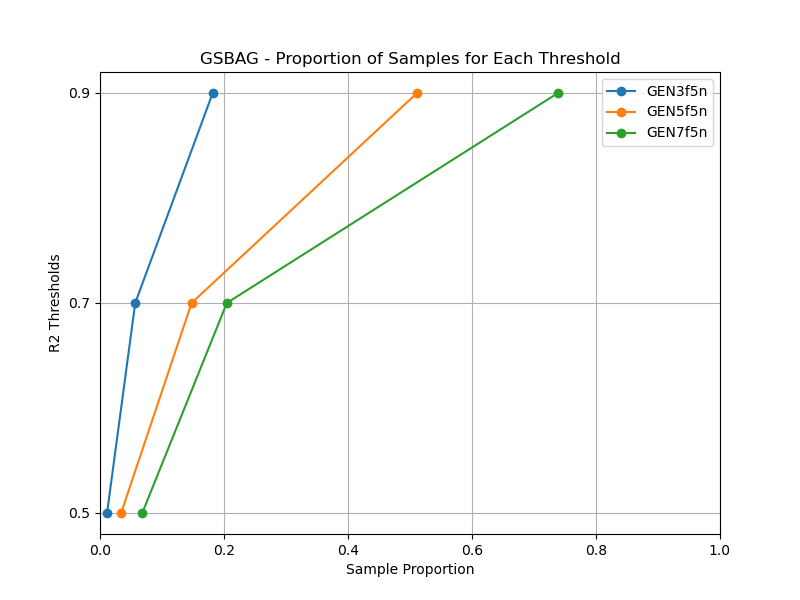 GSBAG - Proportion of Samples for Each Threshold
GEN3f5n
GEN5f5n
GEN7f5n
0.9
0.7
0.5
R2 Thresholds
0.0 0.2 0.4 0.6 0.8 1.0
Sample Proportion